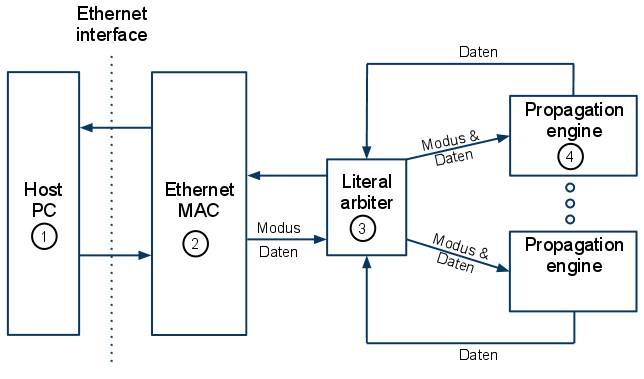 Ethernet
interface
Host
PC
1
Ethernet
MAC
2
Modus
Daten
Literal
arbiter
3
Daten
Modus &
Daten
Propagation
engine
4
Modus &
Daten
Propagation
engine
Daten